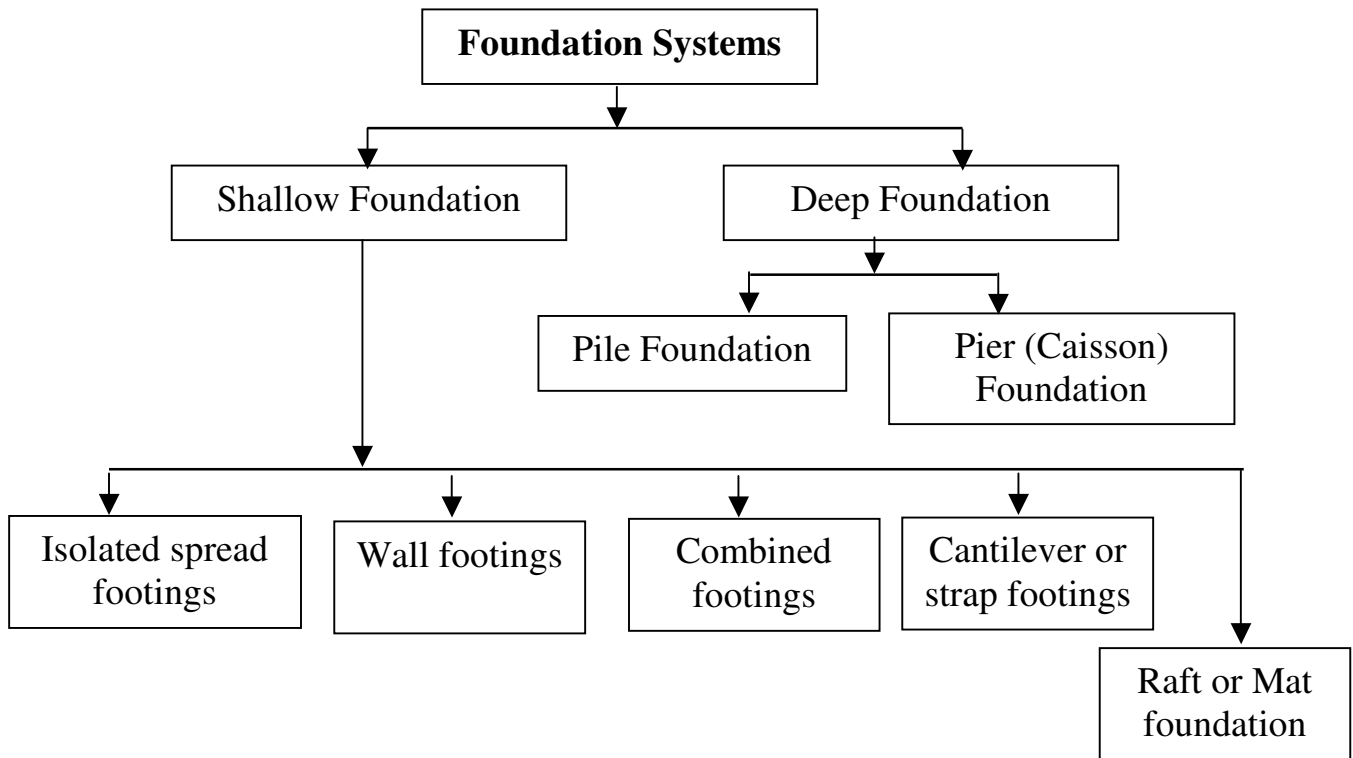 Foundation Systems
Shallow Foundation
Deep Foundation
Pile Foundation
Pier (Caisson)
Foundation
Isolated spread
footings
Wall footings
Combined
footings
Cantilever or
strap footings
Raft or Mat
foundation